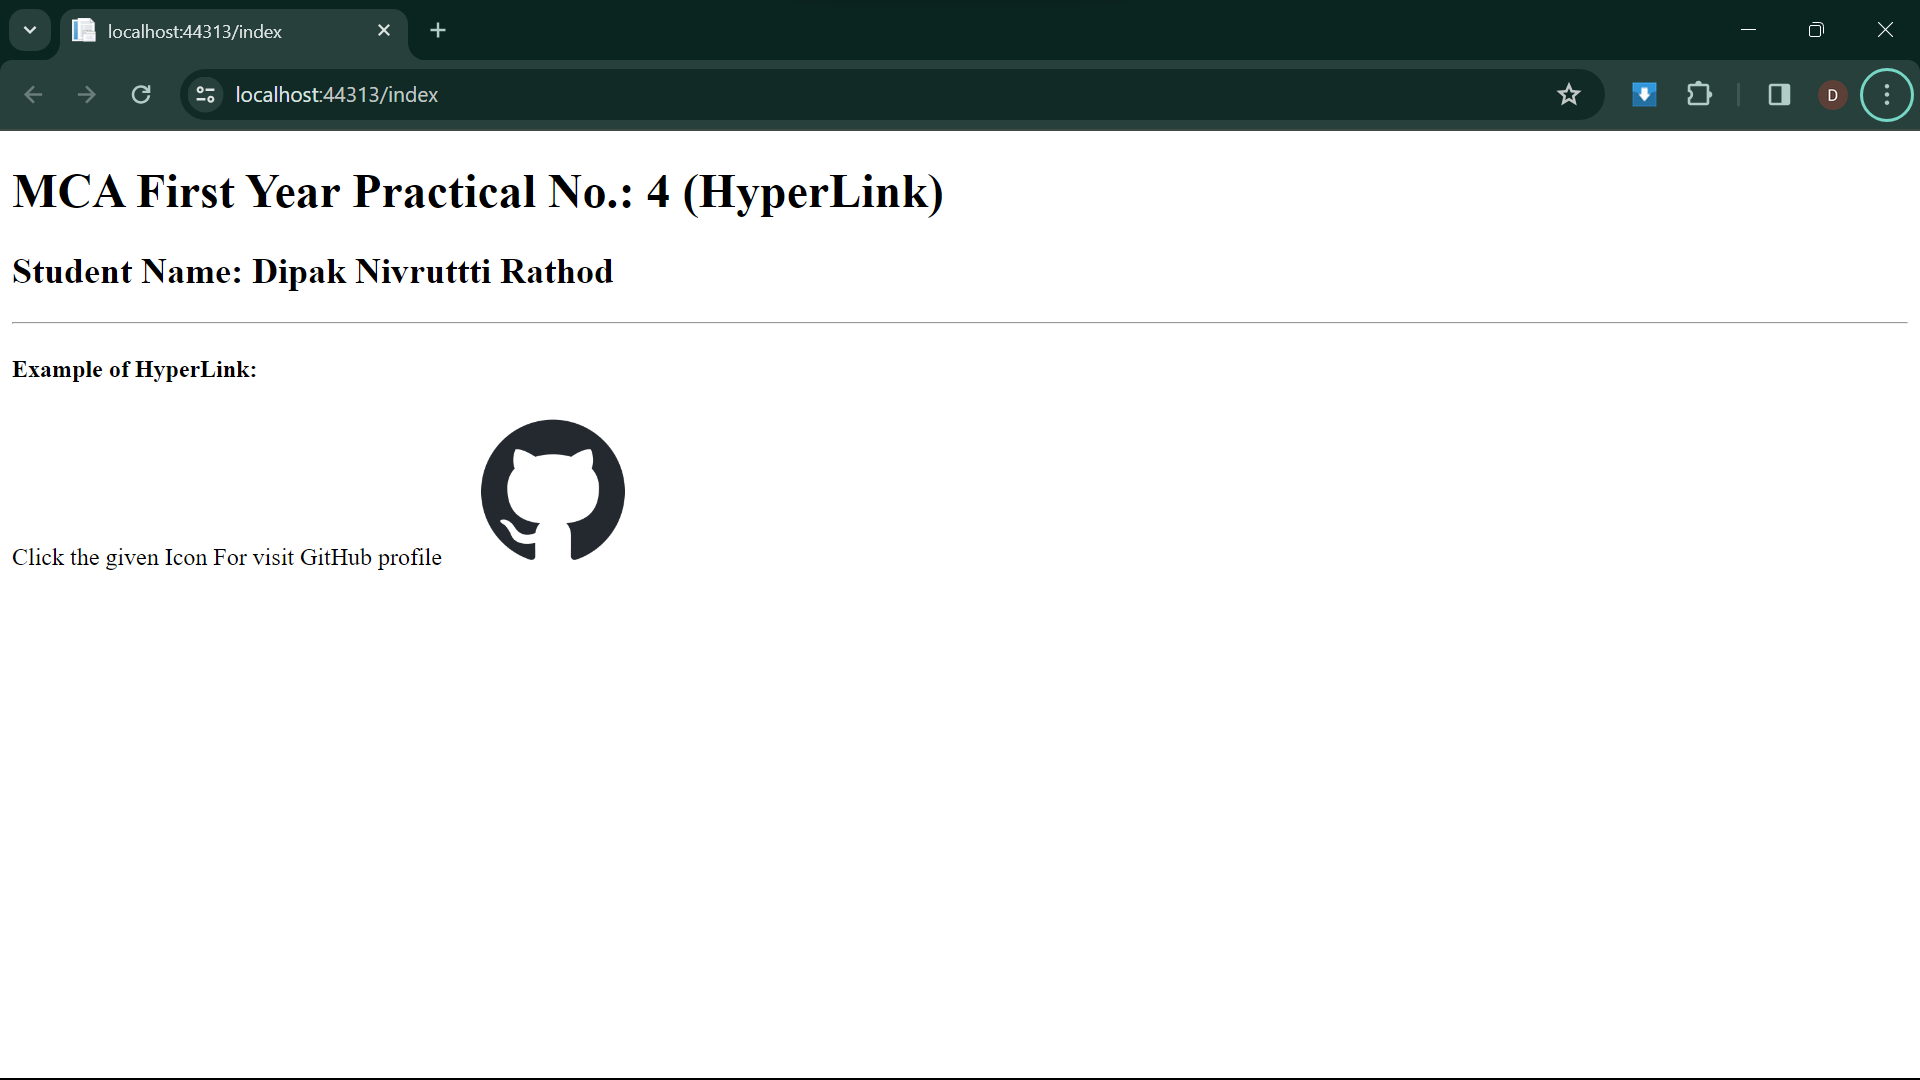 localhost:44313/index
localhost:44313/index
D
MCA First Year Practical No.: 4 (HyperLink)
Student Name: Dipak Nivruttti Rathod
Example of HyperLink:
Click the given Icon For visit GitHub profile